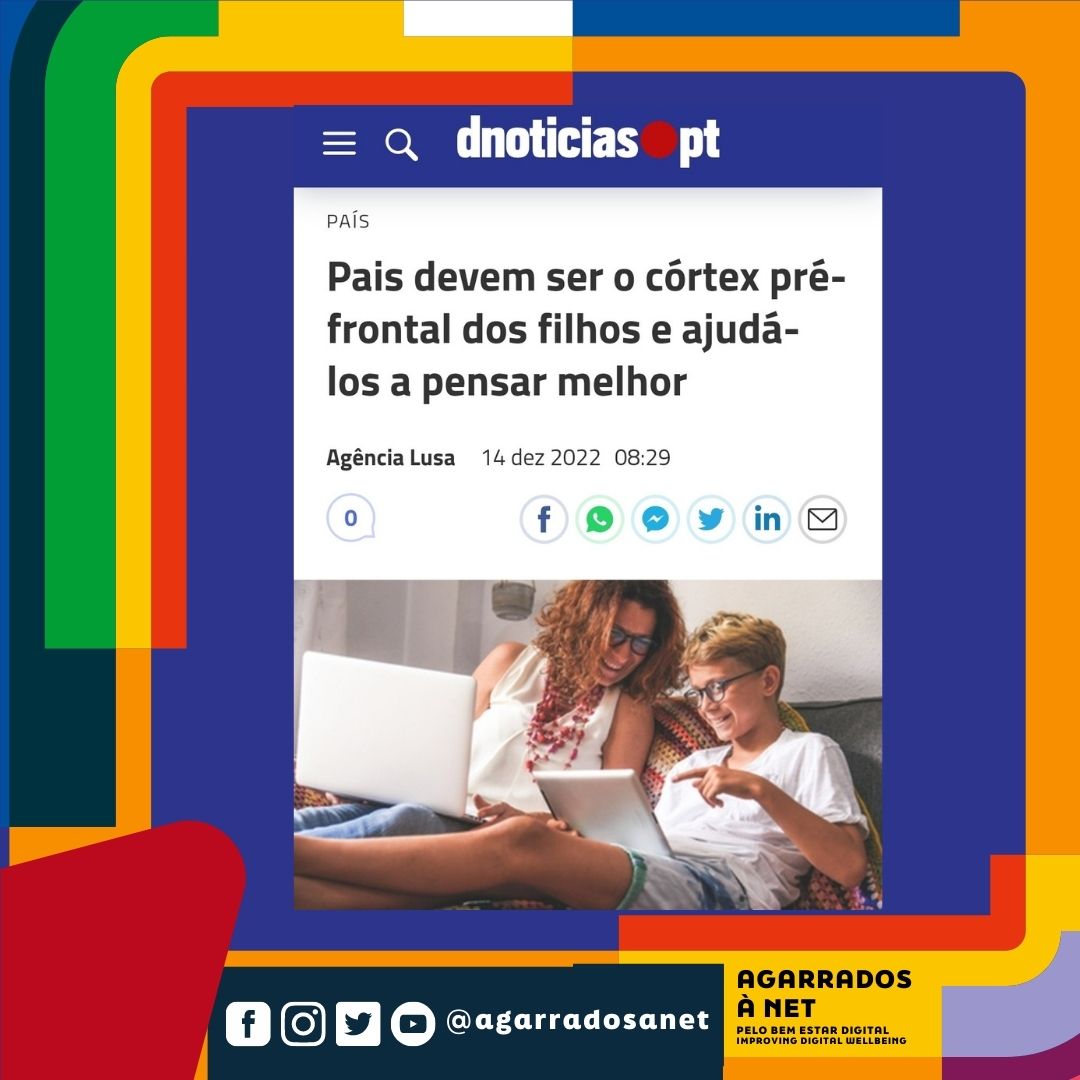 dnoticias.pt
PAÍS
Pais devem ser o córtex pré-
frontal dos filhos e ajudá-
los a pensar melhor
Agência Lusa 14 dez 2022 08:29
0
@agarradosanet
AGARRADOS
À NET
PELO BEM ESTAR DIGITAL
IMPROVING DIGITAL WELLBEING